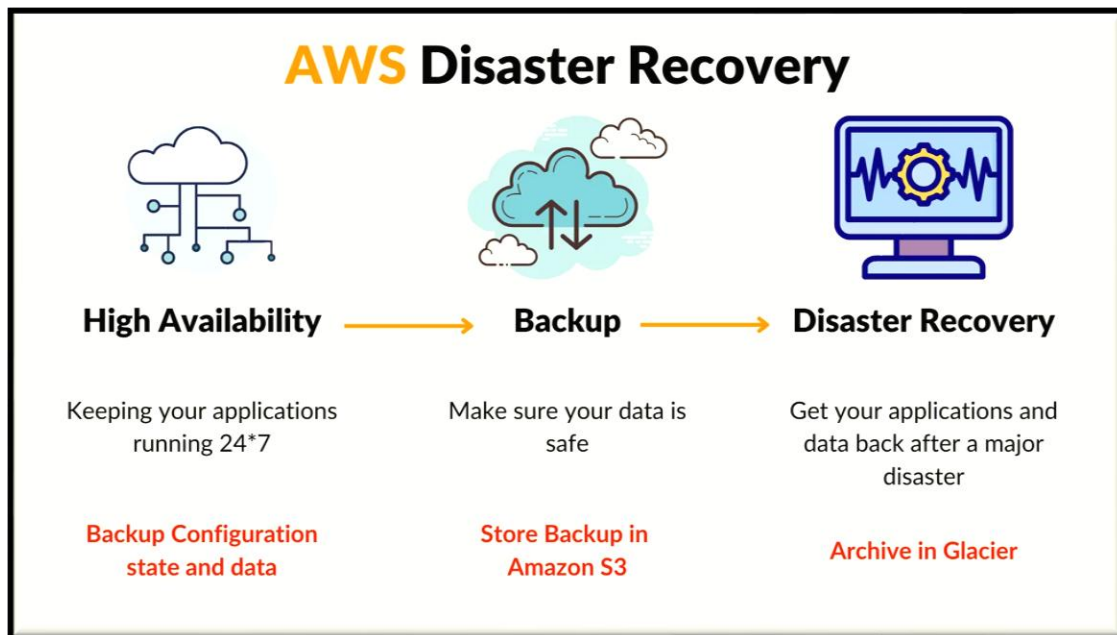 AWS Disaster Recovery
High Availability
Backup
Disaster Recovery
Keeping your applications
running 24*7
Make sure your data is
safe
Get your applications and
data back after a major
disaster
Backup Configuration
state and data
Store Backup in
Amazon S3
Archive in Glacier